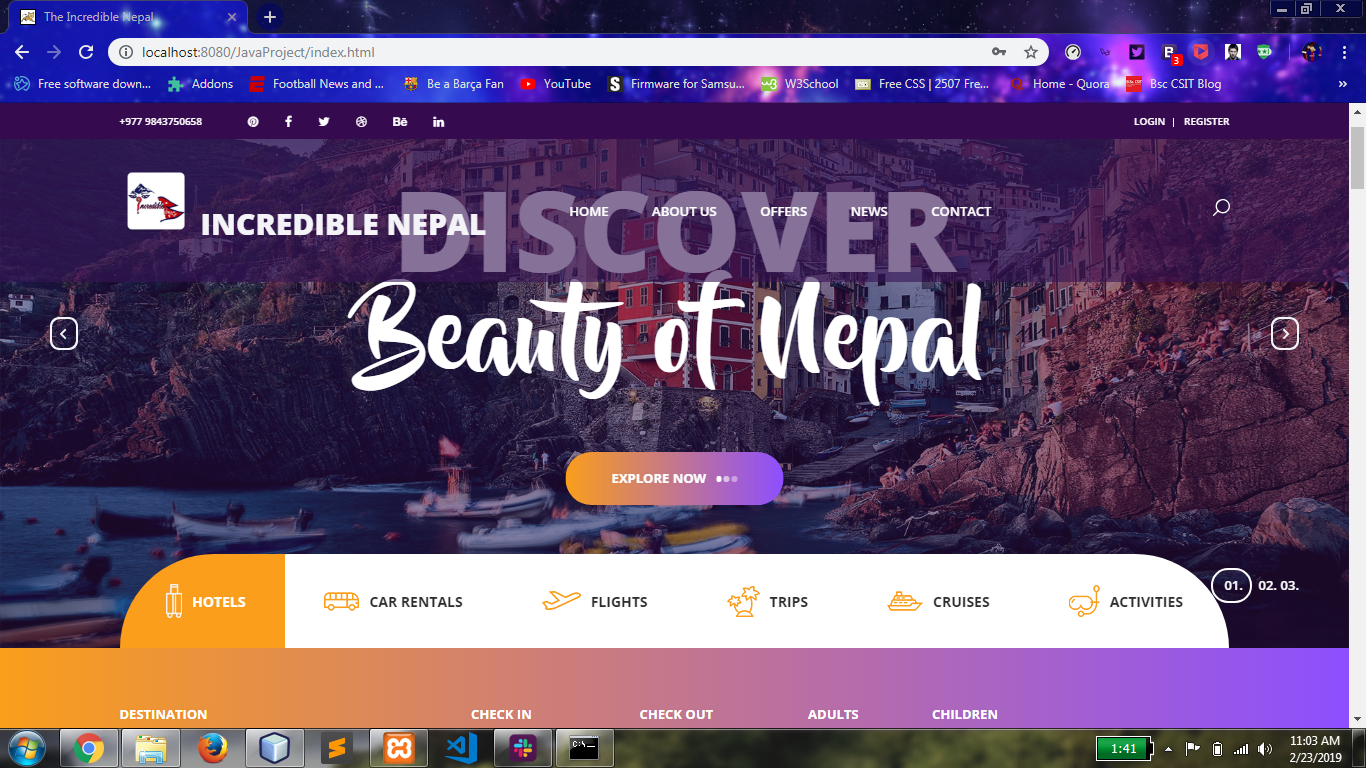 The Incredible Nepal
localhost:8080/JavaProject/index.html
3
Free software down... Addons Football News and ... Be a Barça Fan YouTube Firmware for Samsu... W3School Free CSS | 2507 Fre... Home - Quora Bsc CSIT Blog »
+977 9843750658 LOGIN | REGISTER
INCREDIBLE NEPAL
HOME ABOUT US OFFERS NEWS CONTACT
DISCOVER
Beauty of Nepal
EXPLORE NOW
HOTELS CAR RENTALS FLIGHTS TRIPS CRUISES ACTIVITIES
01. 02. 03.
DESTINATION CHECK IN CHECK OUT ADULTS CHILDREN
1:41 11:03 AM
2/23/2019